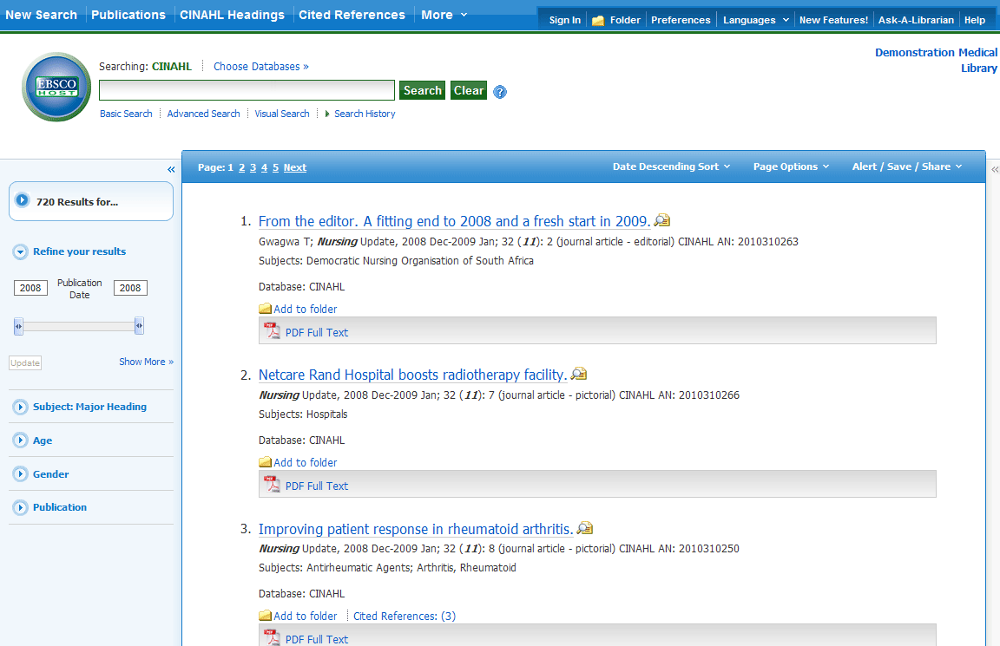 New Search Publications CINAHL Headings Cited References More
Sign In Folder Preferences Languages New Features! Ask-A-Librarian Help
EBSCO
HOST
Searching: CINAHL Choose Databases »
Search Clear ?
Basic Search Advanced Search Visual Search Search History
Demonstration Medical
Library
«
720 Results for...
Refine your results
2008 Publication Date 2008
Update Show More »
Subject: Major Heading
Age
Gender
Publication
Page: 1 2 3 4 5 Next Date Descending Sort Page Options Alert / Save / Share
«
1. From the editor. A fitting end to 2008 and a fresh start in 2009.
Gwagwa T; Nursing Update, 2008 Dec-2009 Jan; 32 (11): 2 (journal article - editorial) CINAHL AN: 2010310263
Subjects: Democratic Nursing Organisation of South Africa
Database: CINAHL
Add to folder
PDF Full Text
2. Netcare Rand Hospital boosts radiotherapy facility.
Nursing Update, 2008 Dec-2009 Jan; 32 (11): 7 (journal article - pictorial) CINAHL AN: 2010310266
Subjects: Hospitals
Database: CINAHL
Add to folder
PDF Full Text
3. Improving patient response in rheumatoid arthritis.
Nursing Update, 2008 Dec-2009 Jan; 32 (11): 8 (journal article - pictorial) CINAHL AN: 2010310250
Subjects: Antirheumatic Agents; Arthritis, Rheumatoid
Database: CINAHL
Add to folder Cited References: (3)
PDF Full Text